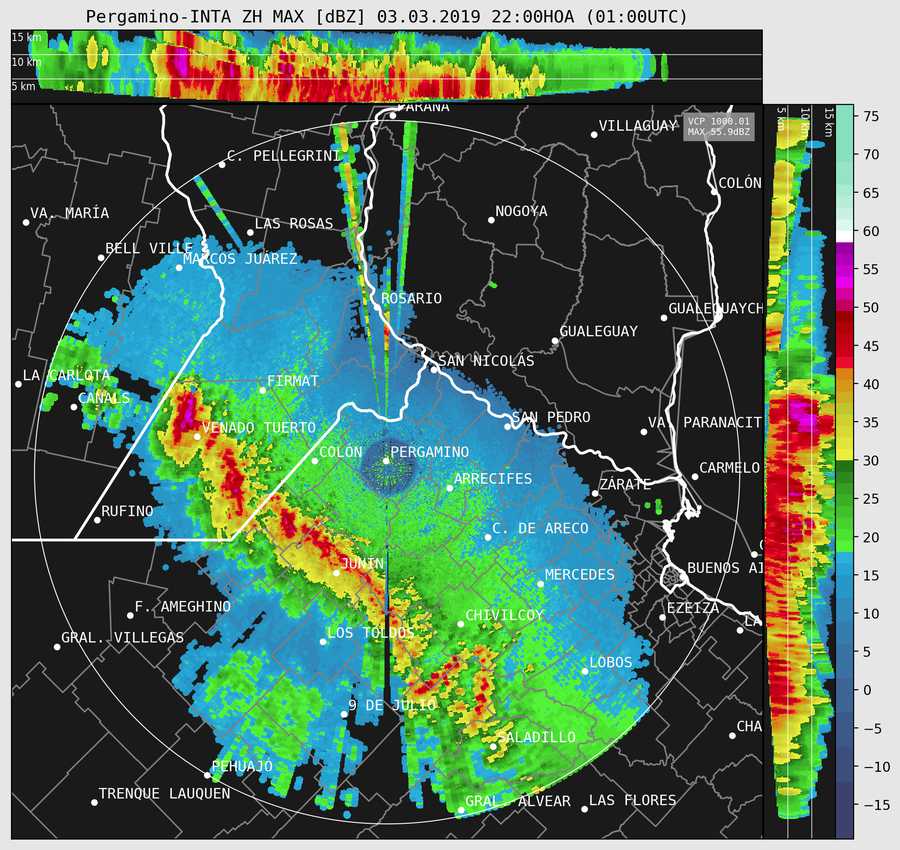 Pergamino-INTA ZH MAX [dBZ] 03.03.2019 22:00HOA (01:00UTC)
15 km
10 km
5 km
5 km
10 km
15 km
VCP 1000.01
MAX 55.9dBZ
PARANÁ
VILLAGUAY
C. PELLEGRINI
COLÓN
VA. MARÍA
LAS ROSAS
NOGOYA
BELL VILLE
MARCOS JUÁREZ
ROSARIO
GUALEGUAYCH
GUALEGUAY
SAN NICOLÁS
LA CARLOTA
FIRMAT
CANALS
SAN PEDRO
VENADO TUERTO
VA. PARANACIT
COLÓN
PERGAMINO
CARMELO
ARRECIFES
ZÁRATE
RUFINO
C. DE ARECO
JUNÍN
BUENOS AI
MERCEDES
F. AMEGHINO
EZEIZA
CHIVILCOY
LA
GRAL. VILLEGAS
LOS TOLDOS
LOBOS
9 DE JULIO
CHA
SALADILLO
PEHUAJÓ
TRENQUE LAUQUEN
GRAL. ALVEAR
LAS FLORES
75
70
65
60
55
50
45
40
35
30
25
20
15
10
5
0
−5
−10
−15